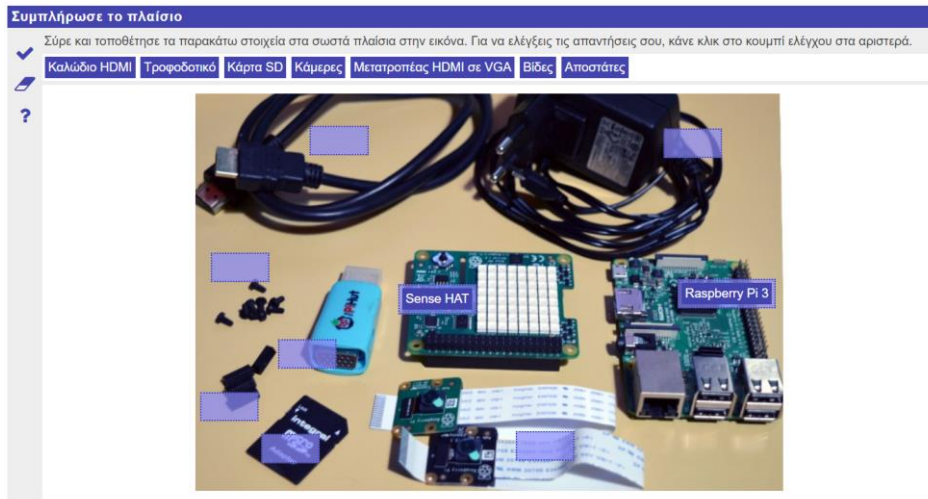 Συμπλήρωσε το πλαίσιο
Σύρε και τοποθέτησε τα παρακάτω στοιχεία στα σωστά πλαίσια στην εικόνα. Για να ελέγξεις τις απαντήσεις σου, κάνε κλικ στο κουμπί ελέγχου στα αριστερά.
Καλώδιο HDMI Τροφοδοτικό Κάρτα SD Κάμερες Μετατροπέας HDMI σε VGA Βίδες Αποστάτες
?
Sense HAT
Raspberry Pi 3
integral